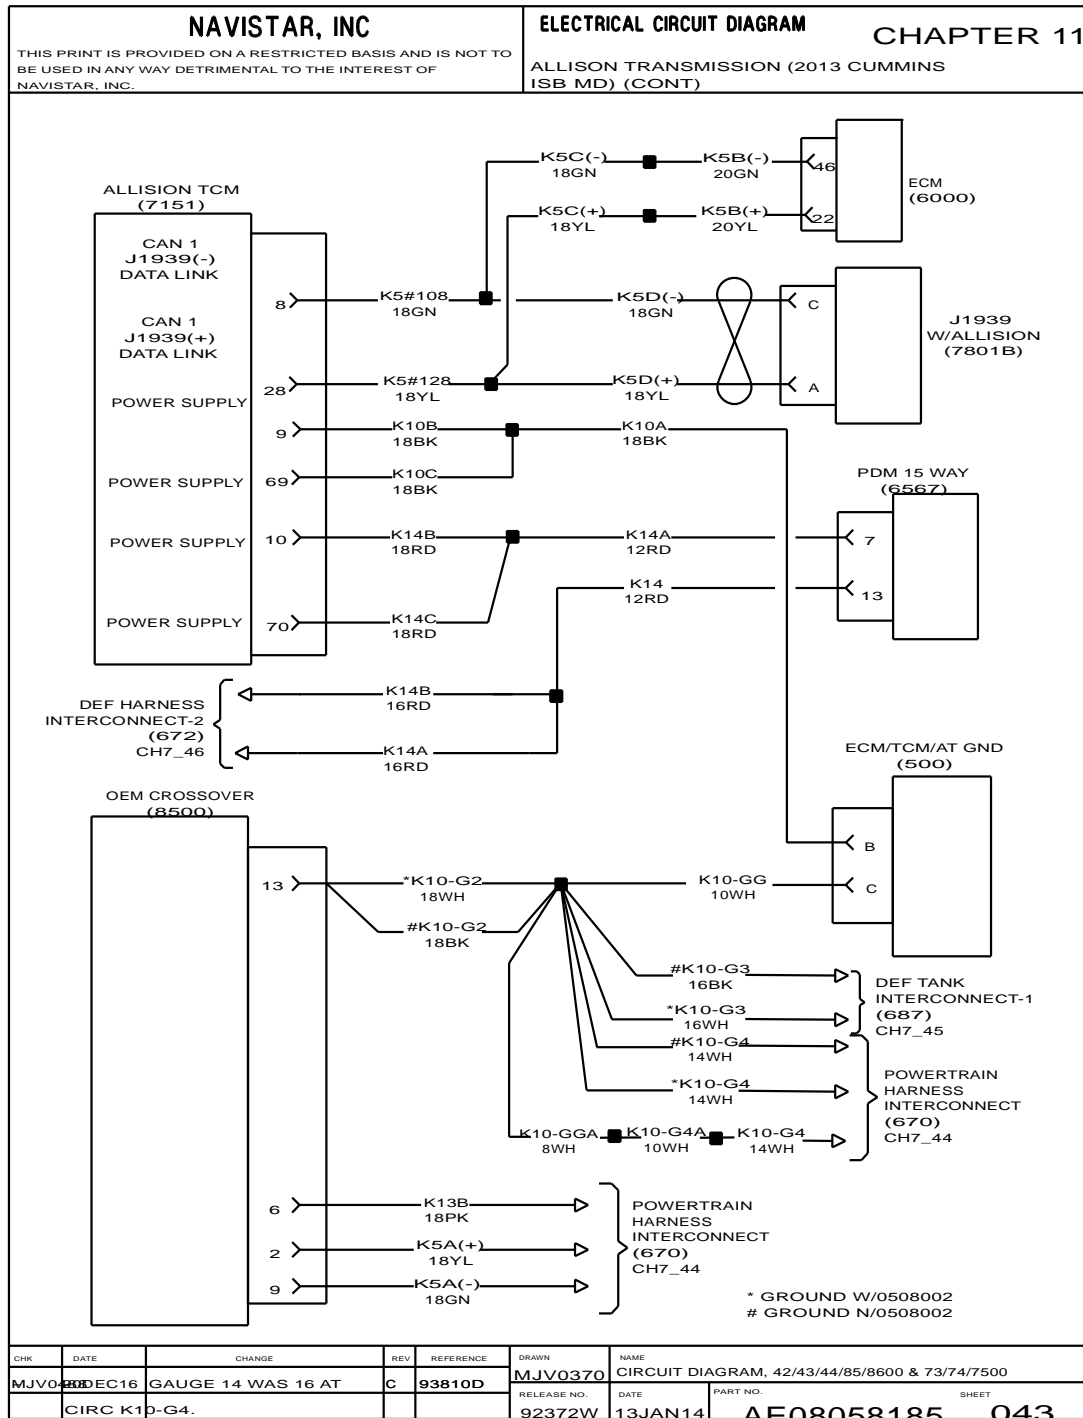 NAVISTAR, INC
THIS PRINT IS PROVIDED ON A RESTRICTED BASIS AND IS NOT TO
BE USED IN ANY WAY DETRIMENTAL TO THE INTEREST OF
NAVISTAR, INC.
ELECTRICAL CIRCUIT DIAGRAM
CHAPTER 11
ALLISON TRANSMISSION (2013 CUMMINS
ISB MD) (CONT)
K5C(-)
18GN
K5B(-)
20GN
46
K5C(+)
18YL
K5B(+)
20YL
22
ECM
(6000)
ALLISION TCM
(7151)
CAN 1
J1939(-)
DATA LINK
8
K5#108
18GN
K5D(-)
18GN
C
CAN 1
J1939(+)
DATA LINK
28
K5#128
18YL
K5D(+)
18YL
A
J1939
W/ALLISION
(7801B)
POWER SUPPLY
9
K10B
18BK
K10A
18BK
POWER SUPPLY
69
K10C
18BK
PDM 15 WAY
(6567)
POWER SUPPLY
10
K14B
18RD
K14A
12RD
7
K14
12RD
13
POWER SUPPLY
70
K14C
18RD
DEF HARNESS
INTERCONNECT-2
(672)
CH7_46
K14B
16RD
K14A
16RD
ECM/TCM/AT GND
(500)
B
C
OEM CROSSOVER
(8500)
13
*K10-G2
18WH
#K10-G2
18BK
K10-GG
10WH
#K10-G3
16BK
*K10-G3
16WH
DEF TANK
INTERCONNECT-1
(687)
CH7_45
#K10-G4
14WH
*K10-G4
14WH
K10-GGA
8WH
K10-G4A
10WH
K10-G4
14WH
POWERTRAIN
HARNESS
INTERCONNECT
(670)
CH7_44
6
K13B
18PK
2
K5A(+)
18YL
9
K5A(-)
18GN
POWERTRAIN
HARNESS
INTERCONNECT
(670)
CH7_44
* GROUND W/0508002
# GROUND N/0508002
CHK DATE CHANGE REV REFERENCE
DEC16 GAUGE 14 WAS 16 AT C 93810D
CIRC K10-G4.
DRAWN
MJV0370
NAME
CIRCUIT DIAGRAM, 42/43/44/85/8600 & 73/74/7500
RELEASE NO.
92372W
DATE
13JAN14
PART NO.
AE08058185
SHEET
043